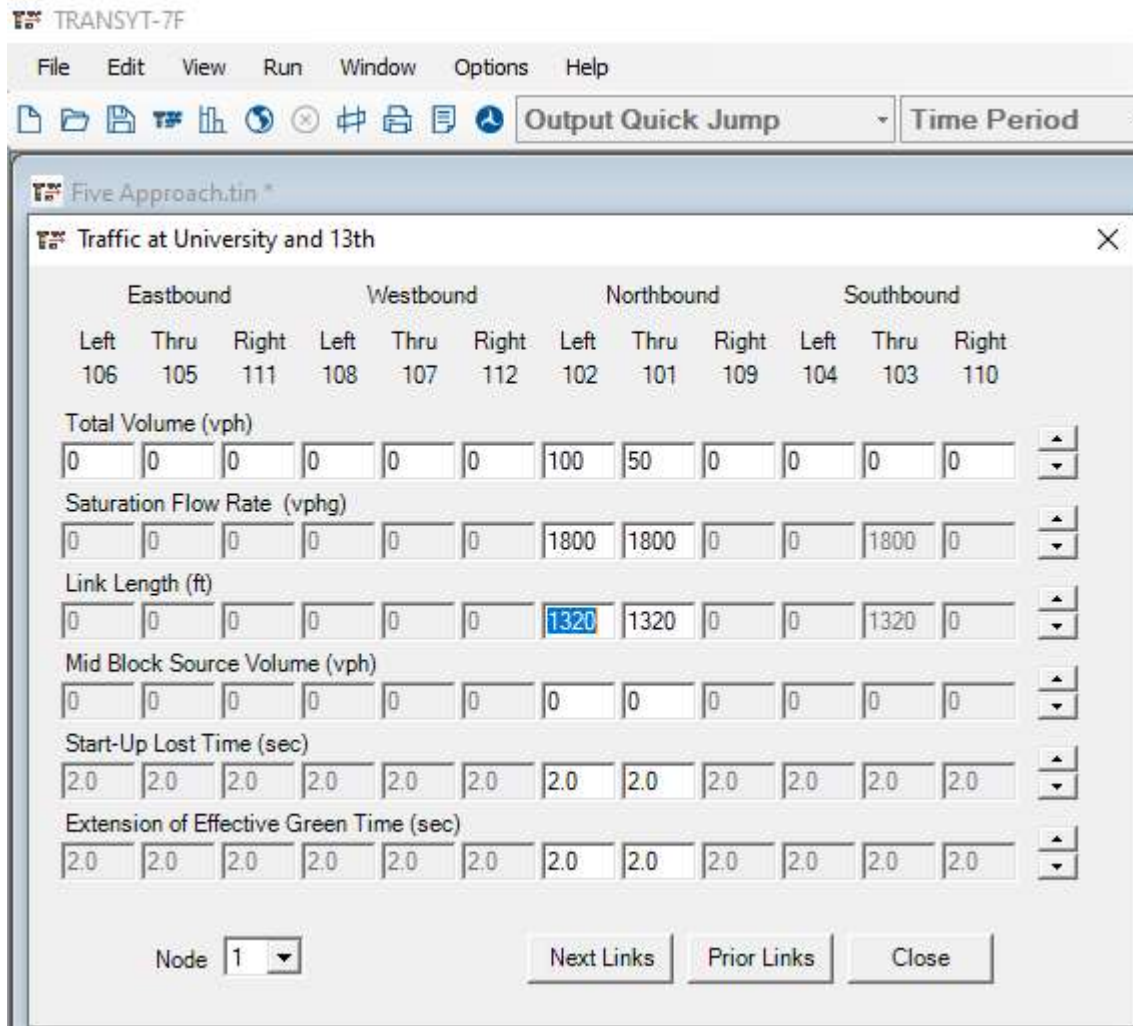 TRANSYT-7F
File Edit View Run Window Options Help
Output Quick Jump Time Period
Five Approach.tin *
Traffic at University and 13th
Eastbound Westbound Northbound Southbound
Left Thru Right Left Thru Right Left Thru Right Left Thru Right
106 105 111 108 107 112 102 101 109 104 103 110
Total Volume (vph)
0 0 0 0 0 0 100 50 0 0 0 0
Saturation Flow Rate (vphg)
0 0 0 0 0 0 1800 1800 0 0 1800 0
Link Length (ft)
0 0 0 0 0 0 1320 1320 0 0 1320 0
Mid Block Source Volume (vph)
0 0 0 0 0 0 0 0 0 0 0 0
Start-Up Lost Time (sec)
2.0 2.0 2.0 2.0 2.0 2.0 2.0 2.0 2.0 2.0 2.0 2.0
Extension of Effective Green Time (sec)
2.0 2.0 2.0 2.0 2.0 2.0 2.0 2.0 2.0 2.0 2.0 2.0
Node 1 Next Links Prior Links Close